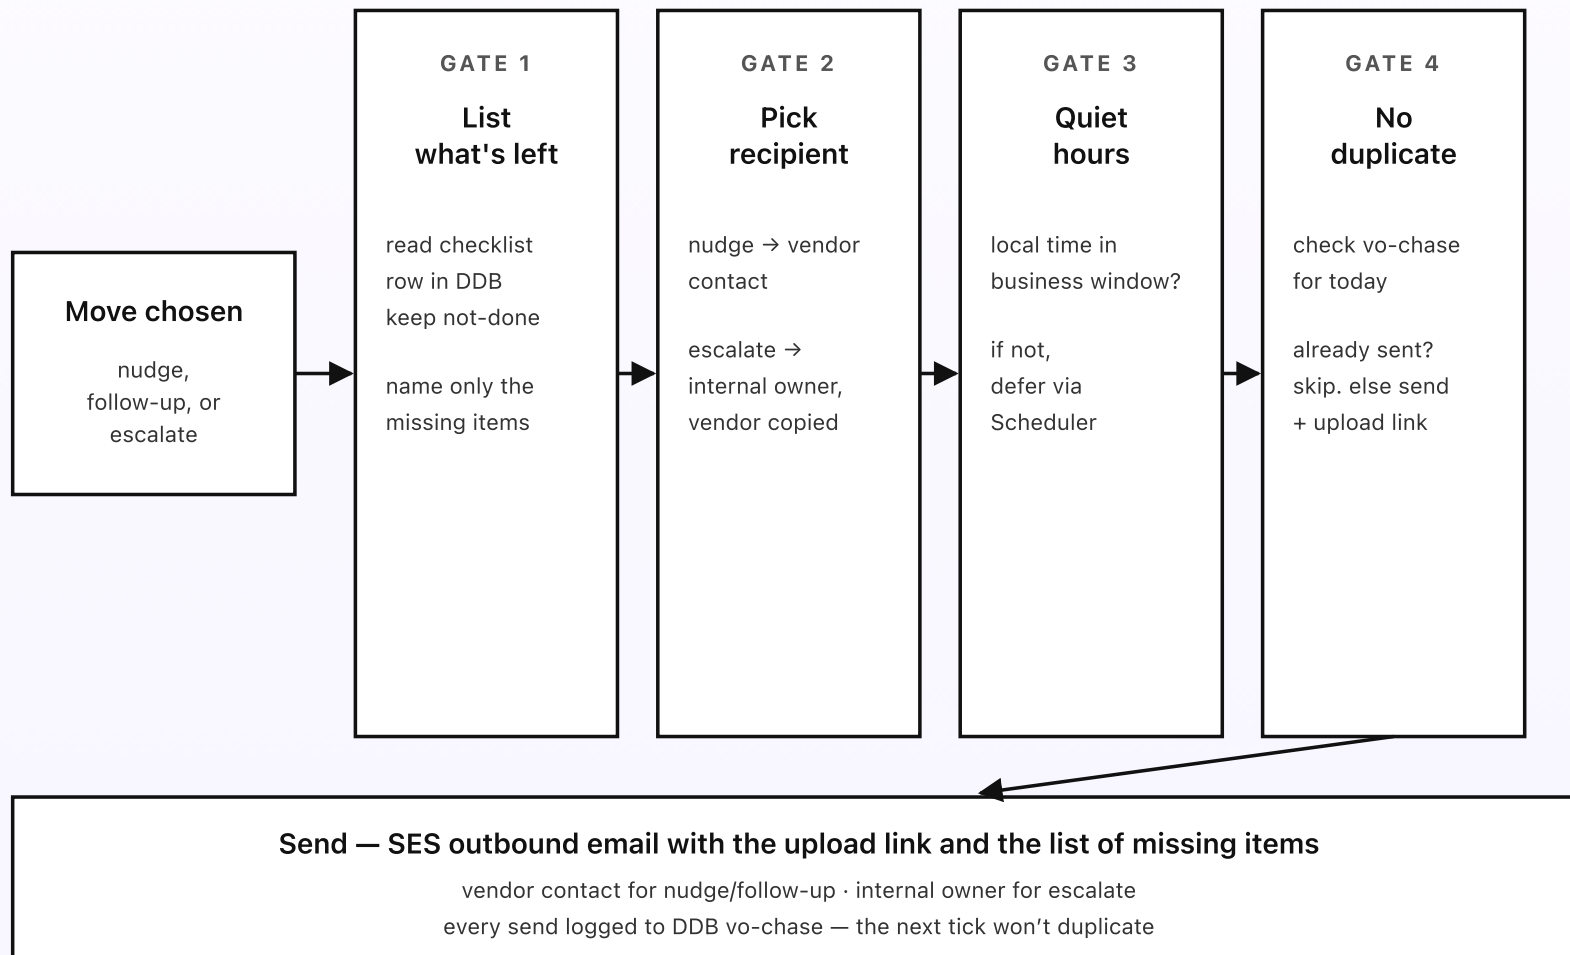 Move chosen
nudge,
follow-up, or
escalate
GATE 1
List
what's left
read checklist
row in DDB
keep not-done
name only the
missing items
GATE 2
Pick
recipient
nudge → vendor
contact
escalate →
internal owner,
vendor copied
GATE 3
Quiet
hours
local time in
business window?
if not,
defer via
Scheduler
GATE 4
No
duplicate
check vo-chase
for today
already sent?
skip. else send
+ upload link
Send — SES outbound email with the upload link and the list of missing items
vendor contact for nudge/follow-up · internal owner for escalate
every send logged to DDB vo-chase — the next tick won’t duplicate